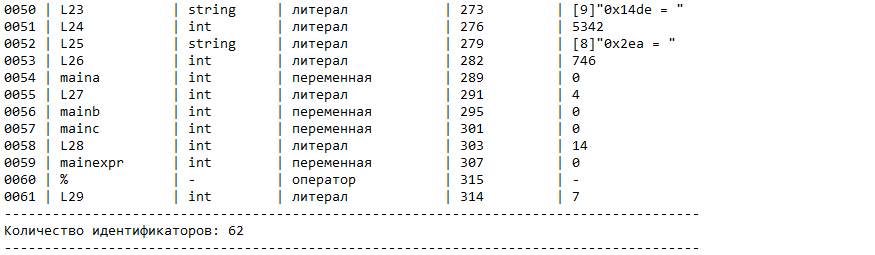 0050 | L23 | string | литерал | 273 | [9]"0x14de = "
0051 | L24 | int | литерал | 276 | 5342
0052 | L25 | string | литерал | 279 | [8]"0x2ea = "
0053 | L26 | int | литерал | 282 | 746
0054 | maina | int | переменная | 289 | 0
0055 | L27 | int | литерал | 291 | 4
0056 | mainb | int | переменная | 295 | 0
0057 | mainc | int | переменная | 301 | 0
0058 | L28 | int | литерал | 303 | 14
0059 | mainexpr | int | переменная | 307 | 0
0060 | % | - | оператор | 315 | -
0061 | L29 | int | литерал | 314 | 7
---------------------------------------------------------------------------------------
Количество идентификаторов: 62
---------------------------------------------------------------------------------------